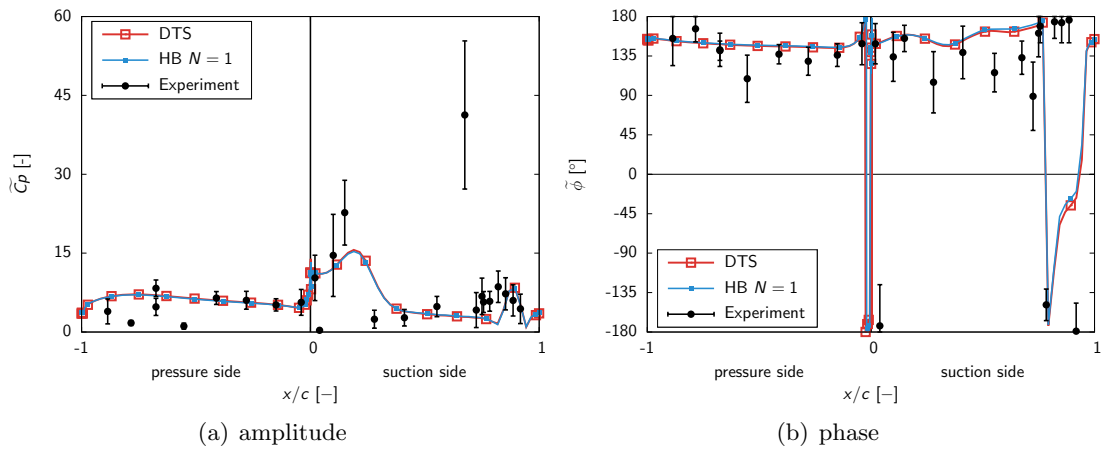 60
45
30
15
0
C̃p [-]
DTS
HB N = 1
Experiment
-1
0
1
pressure side
suction side
x/c [−]
(a) amplitude
180
135
90
45
0
-45
-90
-135
-180
ϕ̃ [°]
DTS
HB N = 1
Experiment
-1
0
1
pressure side
suction side
x/c [−]
(b) phase